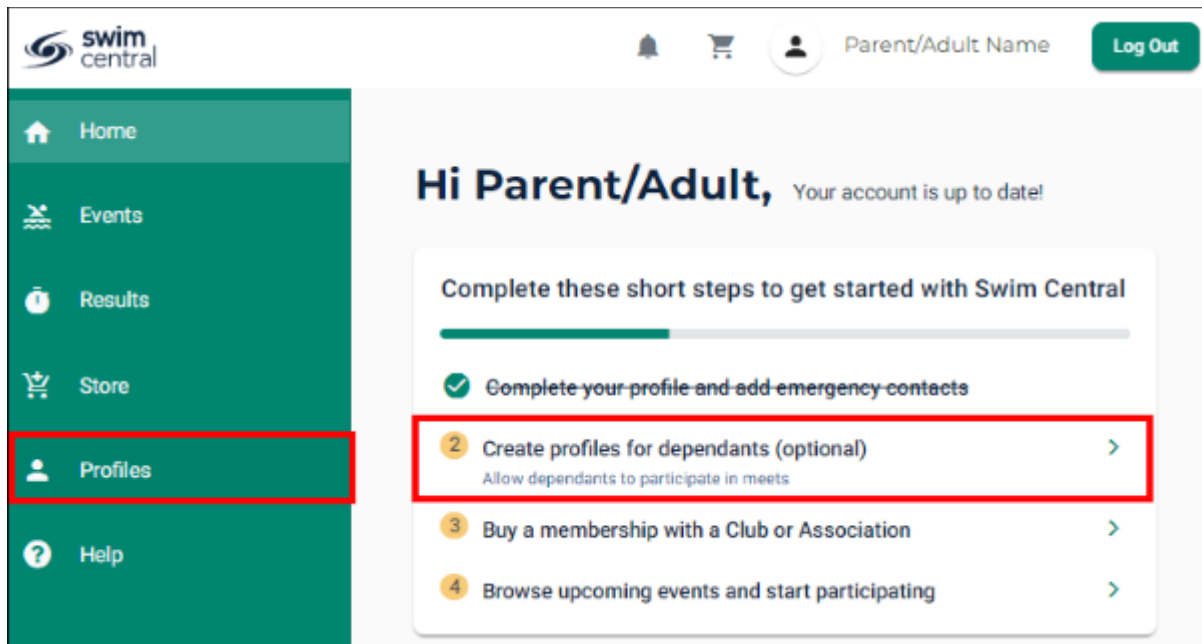 swim
central
Parent/Adult Name
Log Out
Home
Events
Results
Store
Profiles
? Help
Hi Parent/Adult, Your account is up to date!
Complete these short steps to get started with Swim Central
Complete your profile and add emergency contacts
2 Create profiles for dependants (optional)
Allow dependants to participate in meets
3 Buy a membership with a Club or Association
4 Browse upcoming events and start participating